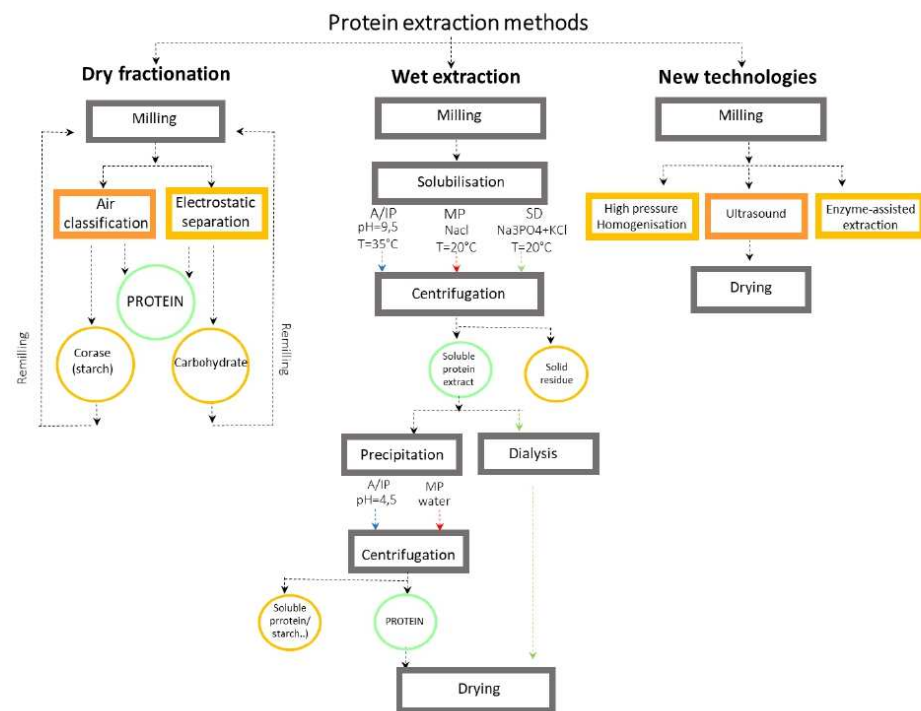 Protein extraction methods
Dry fractionation
Milling
Air
classification
Electrostatic
separation
PROTEIN
Corase
(starch)
Carbohydrate
Remilling
Remilling
Wet extraction
Milling
Solubilisation
A/IP
pH=9,5
T=35°C
MP
Nacl
T=20°C
SD
Na3PO4+KCl
T=20°C
Centrifugation
Soluble
protein
extract
Solid
residue
Precipitation
Dialysis
A/IP
pH=4,5
MP
water
Centrifugation
Soluble
prrotein/
starch..)
PROTEIN
Drying
New technologies
Milling
High pressure
Homogenisation
Ultrasound
Enzyme-assisted
extraction
Drying